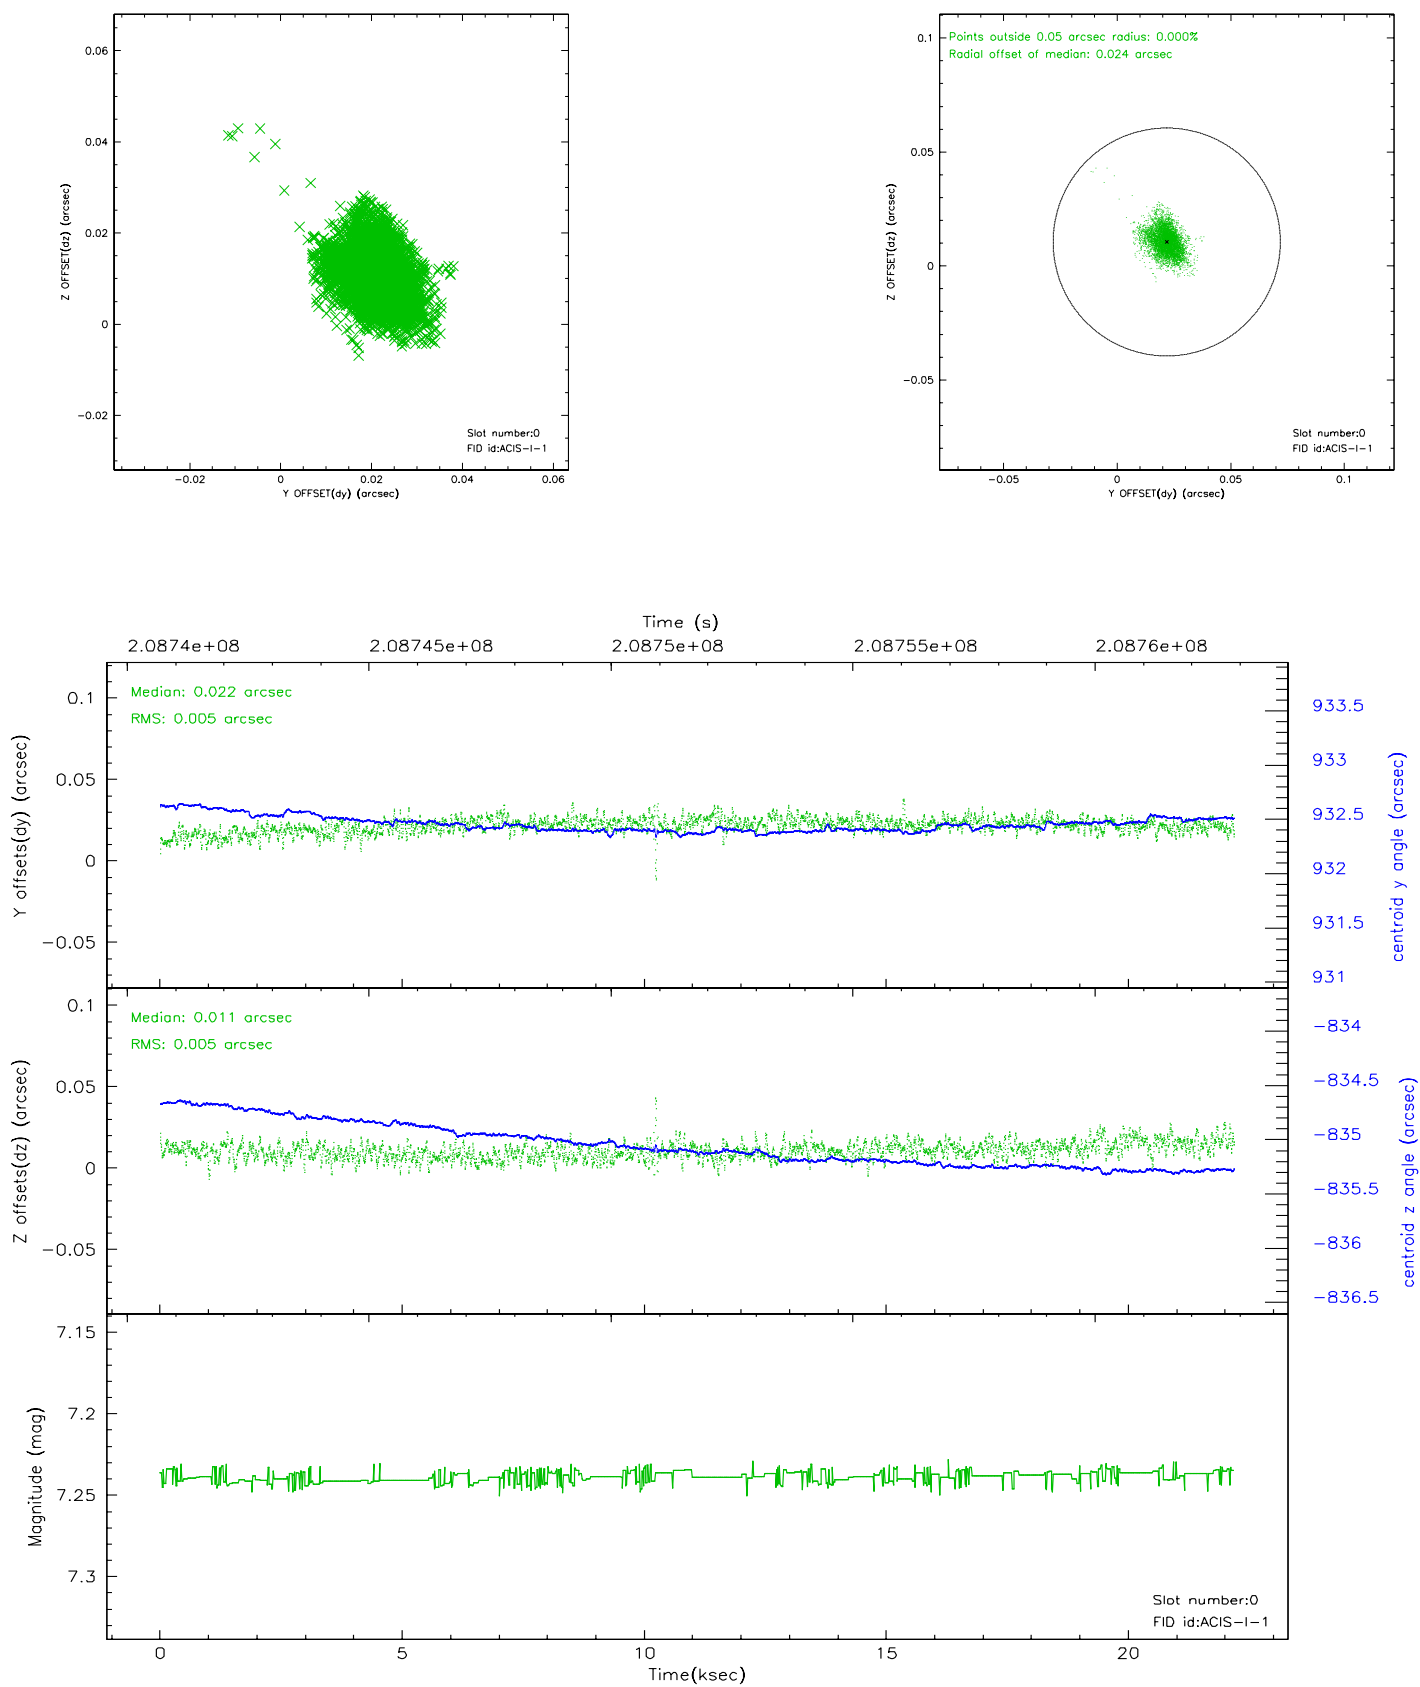 0.06
0.04
0.02
0
−0.02
Z OFFSET(dz) (arcsec)
Slot number:0
FID id:ACIS−I−1
−0.02 0 0.02 0.04 0.06
Y OFFSET(dy) (arcsec)
Points outside 0.05 arcsec radius: 0.000%
Radial offset of median: 0.024 arcsec
0.1
0.05
0
−0.05
Z OFFSET(dz) (arcsec)
Slot number:0
FID id:ACIS−I−1
−0.05 0 0.05 0.1
Y OFFSET(dy) (arcsec)
Time (s)
2.0874e+08 2.08745e+08 2.0875e+08 2.08755e+08 2.0876e+08
Median: 0.022 arcsec
RMS: 0.005 arcsec
0.1
0.05
0
−0.05
Y offsets(dy) (arcsec)
933.5
933
932.5
932
931.5
931
centroid y angle (arcsec)
Median: 0.011 arcsec
RMS: 0.005 arcsec
0.1
0.05
0
−0.05
Z offsets(dz) (arcsec)
−834
−834.5
−835
−835.5
−836
−836.5
centroid z angle (arcsec)
7.15
7.2
7.25
7.3
Magnitude (mag)
Slot number:0
FID id:ACIS−I−1
0 5 10 15 20
Time(ksec)